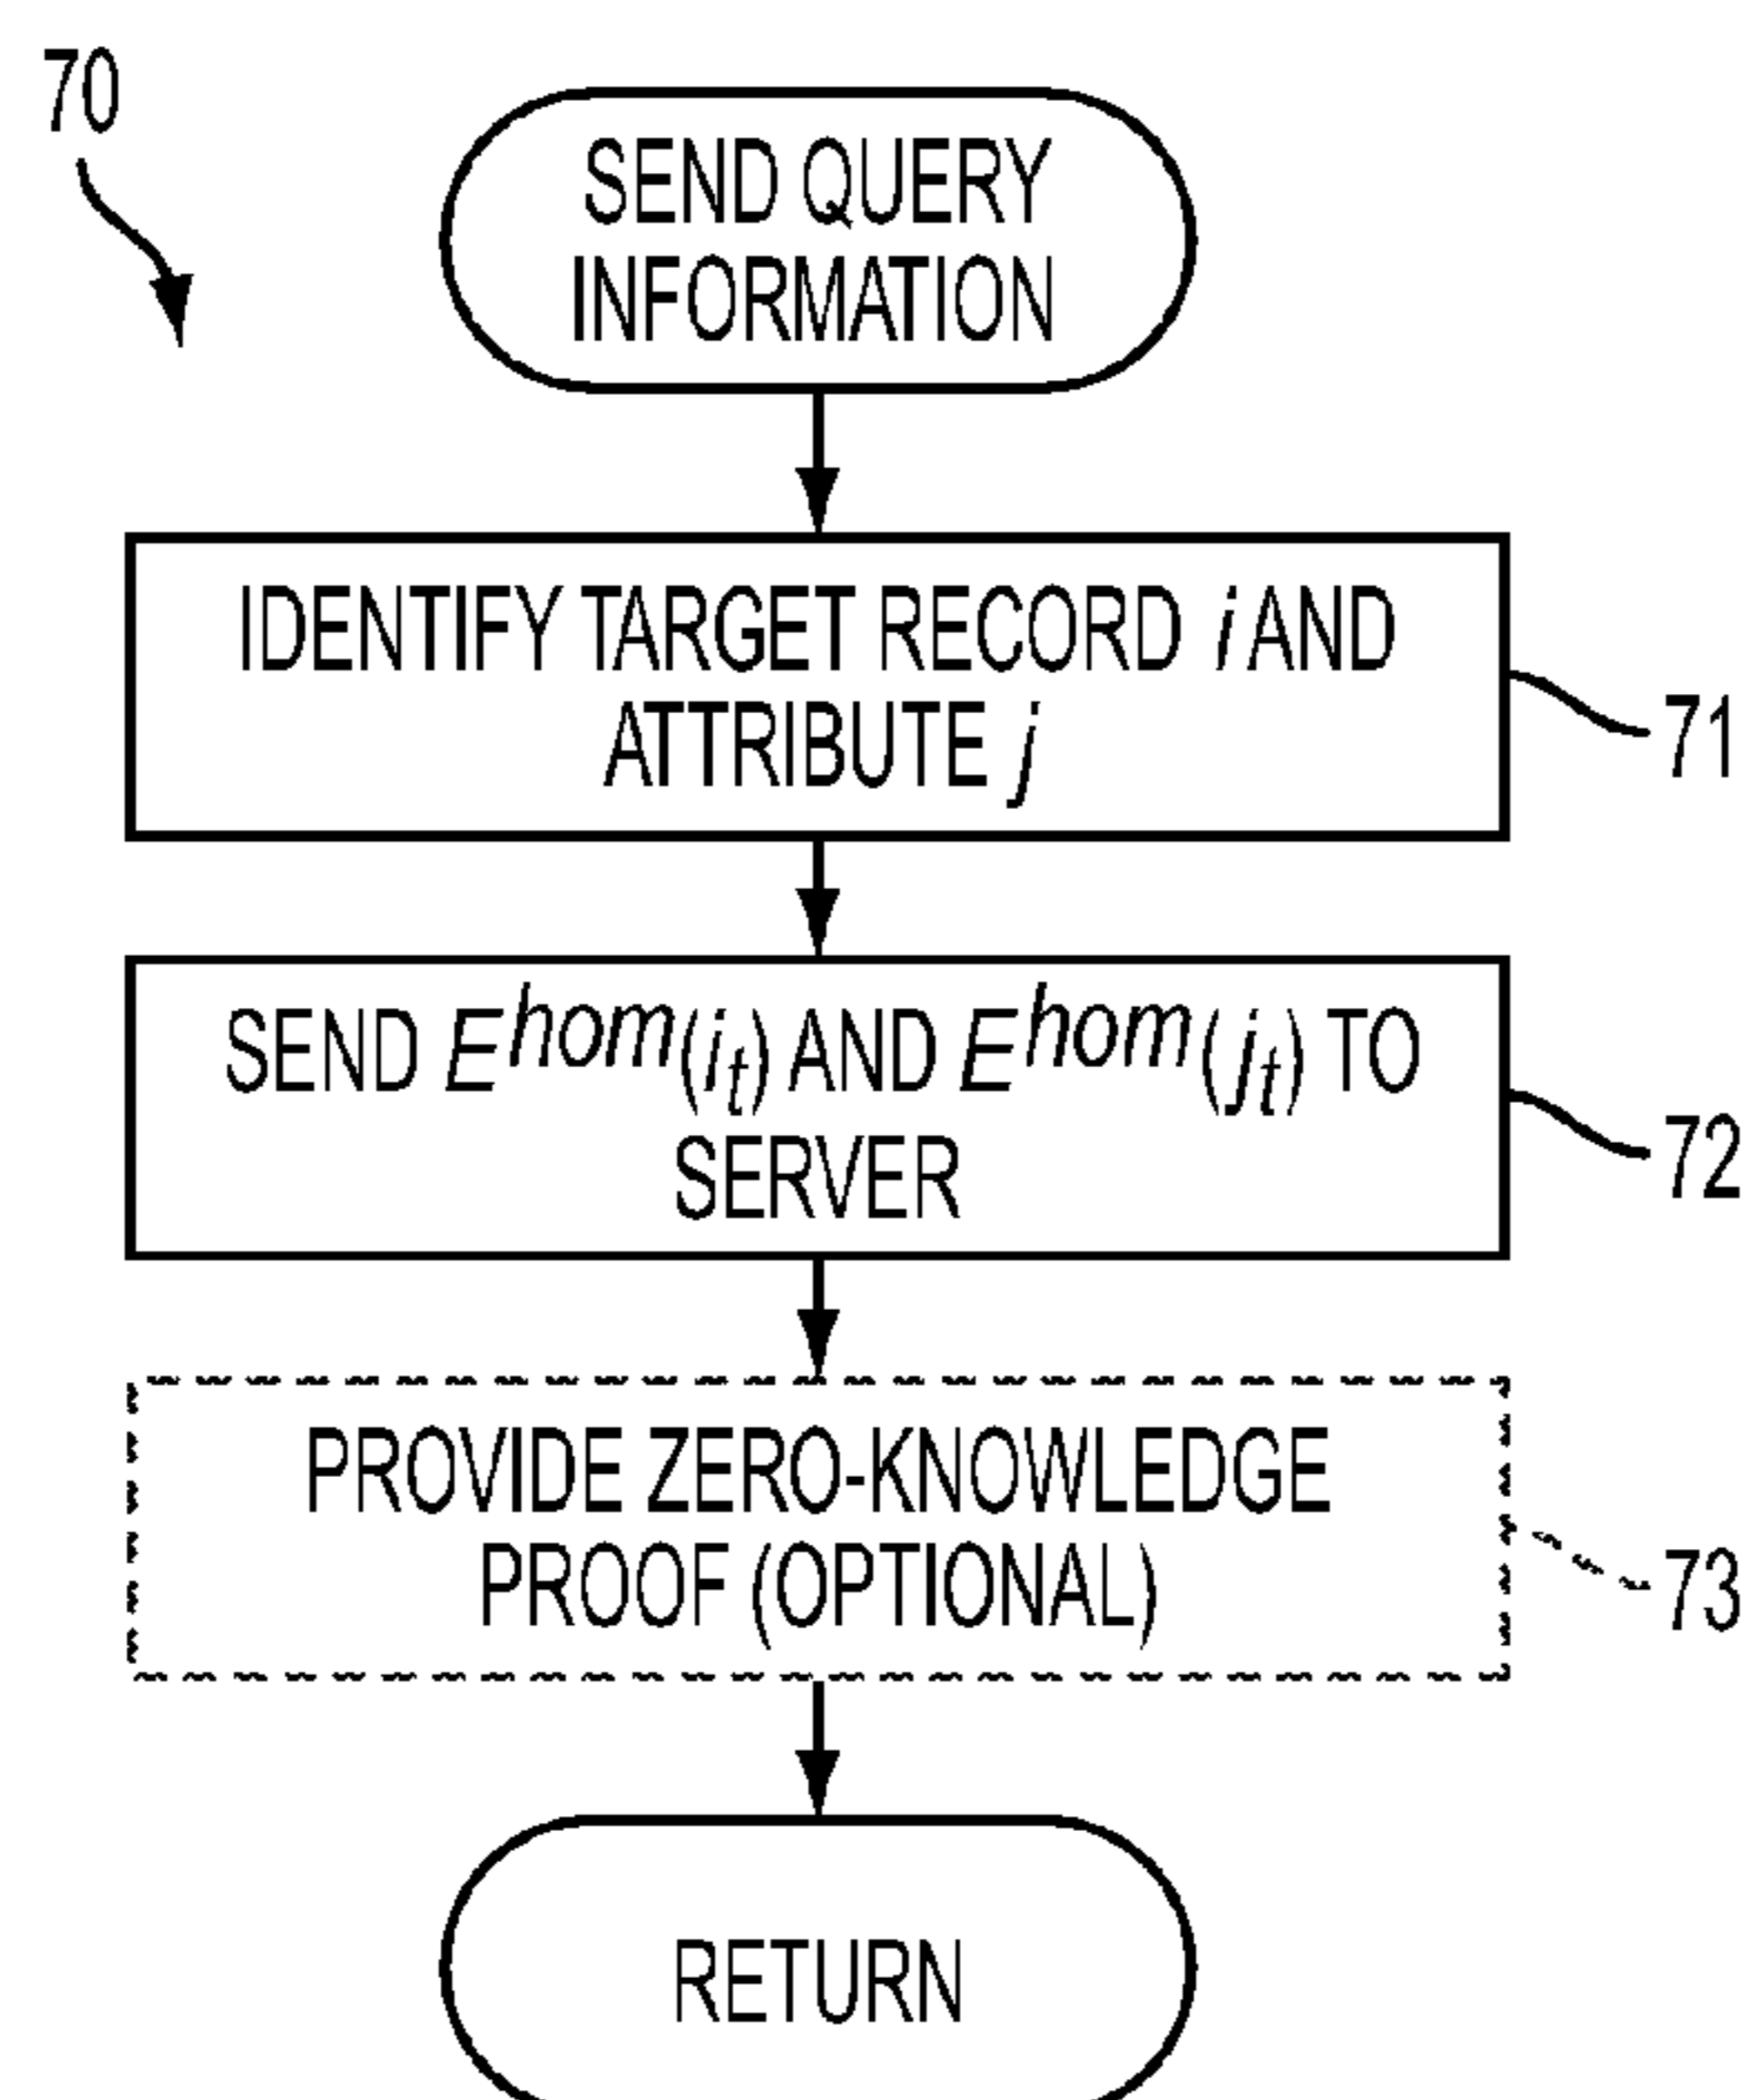 70
SEND QUERY
INFORMATION
IDENTIFY TARGET RECORD i AND
ATTRIBUTE j
71
SEND E^hom(i_t) AND E^hom(j_t) TO
SERVER
72
PROVIDE ZERO-KNOWLEDGE
PROOF (OPTIONAL)
73
RETURN